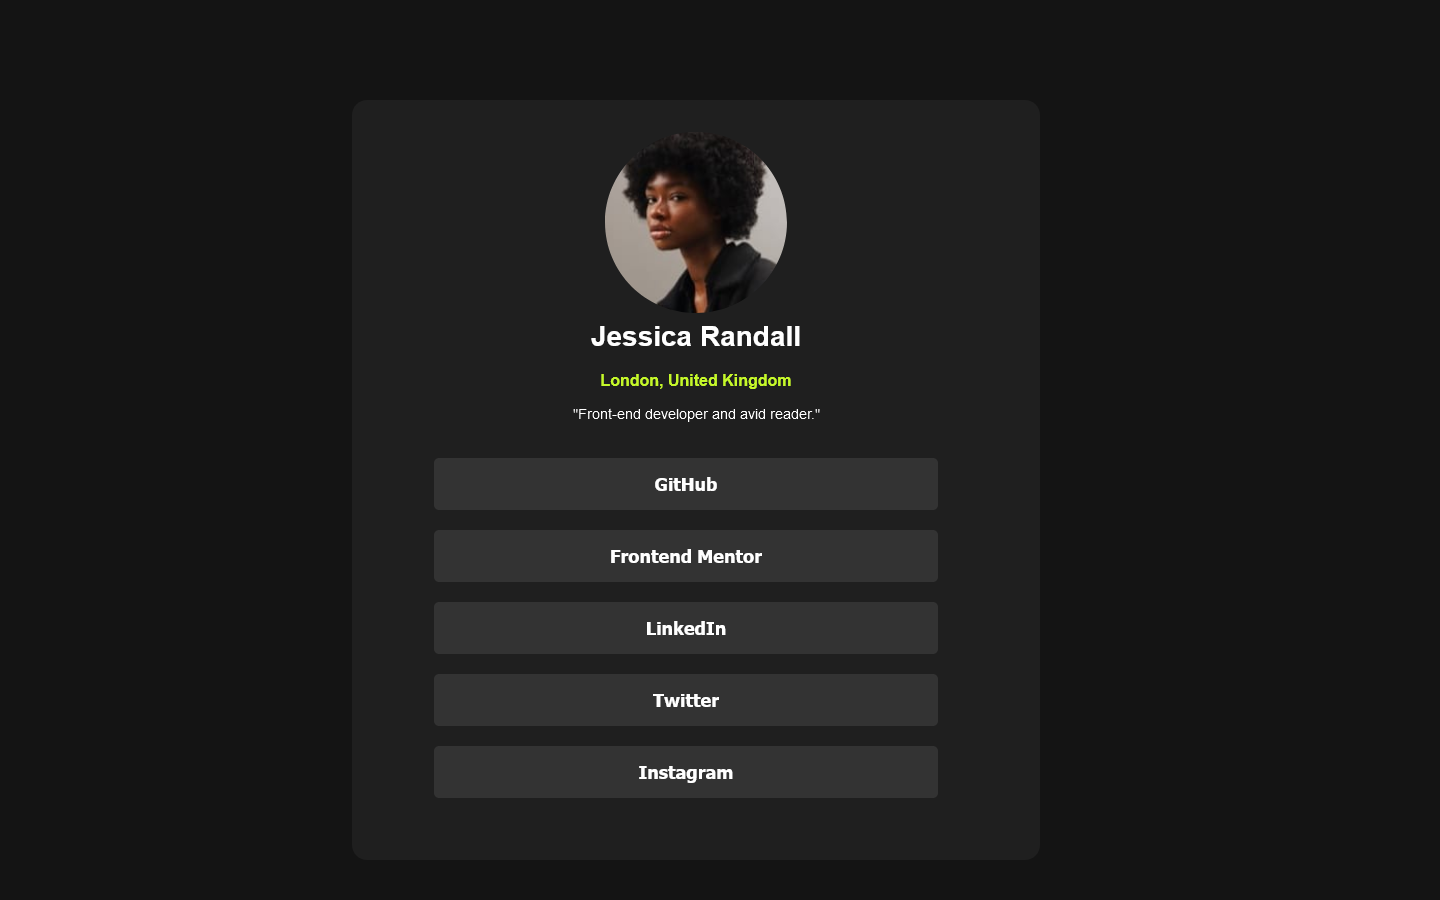 Jessica Randall
London, United Kingdom
"Front-end developer and avid reader."
GitHub
Frontend Mentor
LinkedIn
Twitter
Instagram